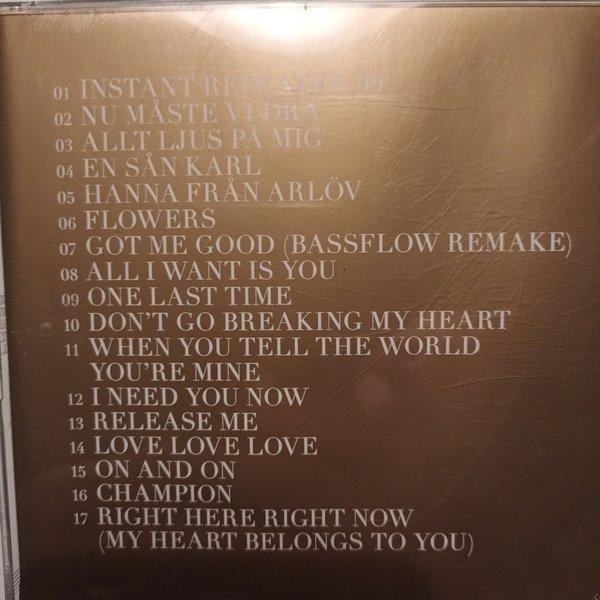 01 INSTANT REPEATER '99
02 NU MÅSTE VI DRA
03 ALLT LJUS PÅ MIG
04 EN SÅN KARL
05 HANNA FRÅN ARLÖV
06 FLOWERS
07 GOT ME GOOD (BASSFLOW REMAKE)
08 ALL I WANT IS YOU
09 ONE LAST TIME
10 DON'T GO BREAKING MY HEART
11 WHEN YOU TELL THE WORLD
YOU'RE MINE
12 I NEED YOU NOW
13 RELEASE ME
14 LOVE LOVE LOVE
15 ON AND ON
16 CHAMPION
17 RIGHT HERE RIGHT NOW
(MY HEART BELONGS TO YOU)